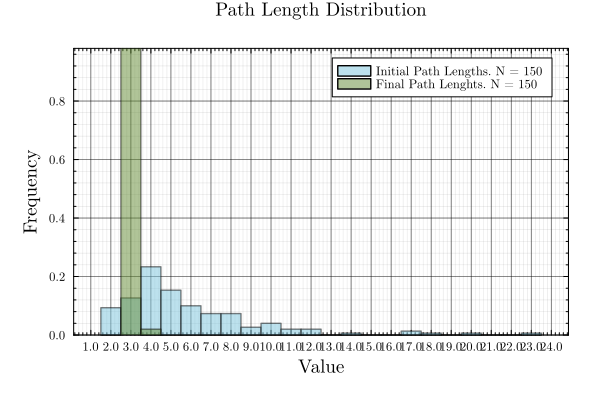 Path Length Distribution
Initial Path Lengths. N = 150
Final Path Lenghts. N = 150
0.8
0.6
0.4
0.2
0.0
Frequency
1.0 2.0 3.0 4.0 5.0 6.0 7.0 8.0 9.0 10.0 11.0 12.0 13.0 14.0 15.0 16.0 17.0 18.0 19.0 20.0 21.0 22.0 23.0 24.0
Value